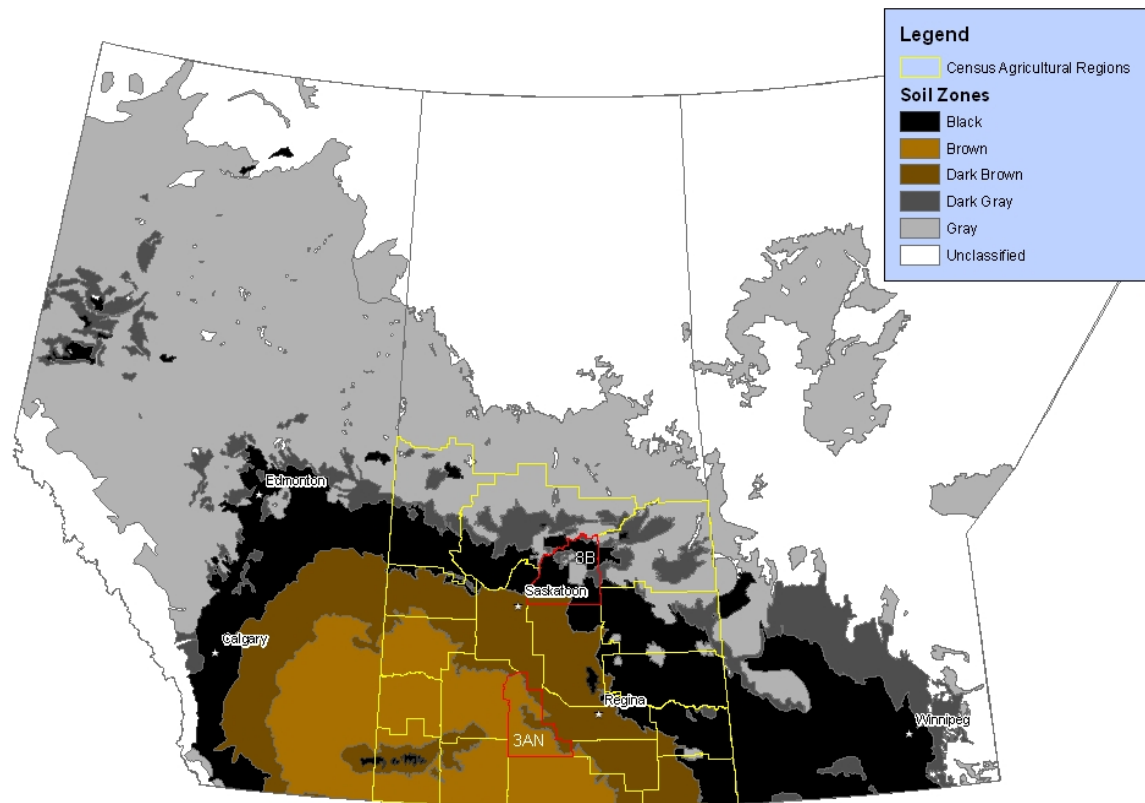 Legend
Census Agricultural Regions
Soil Zones
Black
Brown
Dark Brown
Dark Gray
Gray
Unclassified
Edmonton
8B
Saskatoon
Calgary
Regina
Winnipeg
3AN